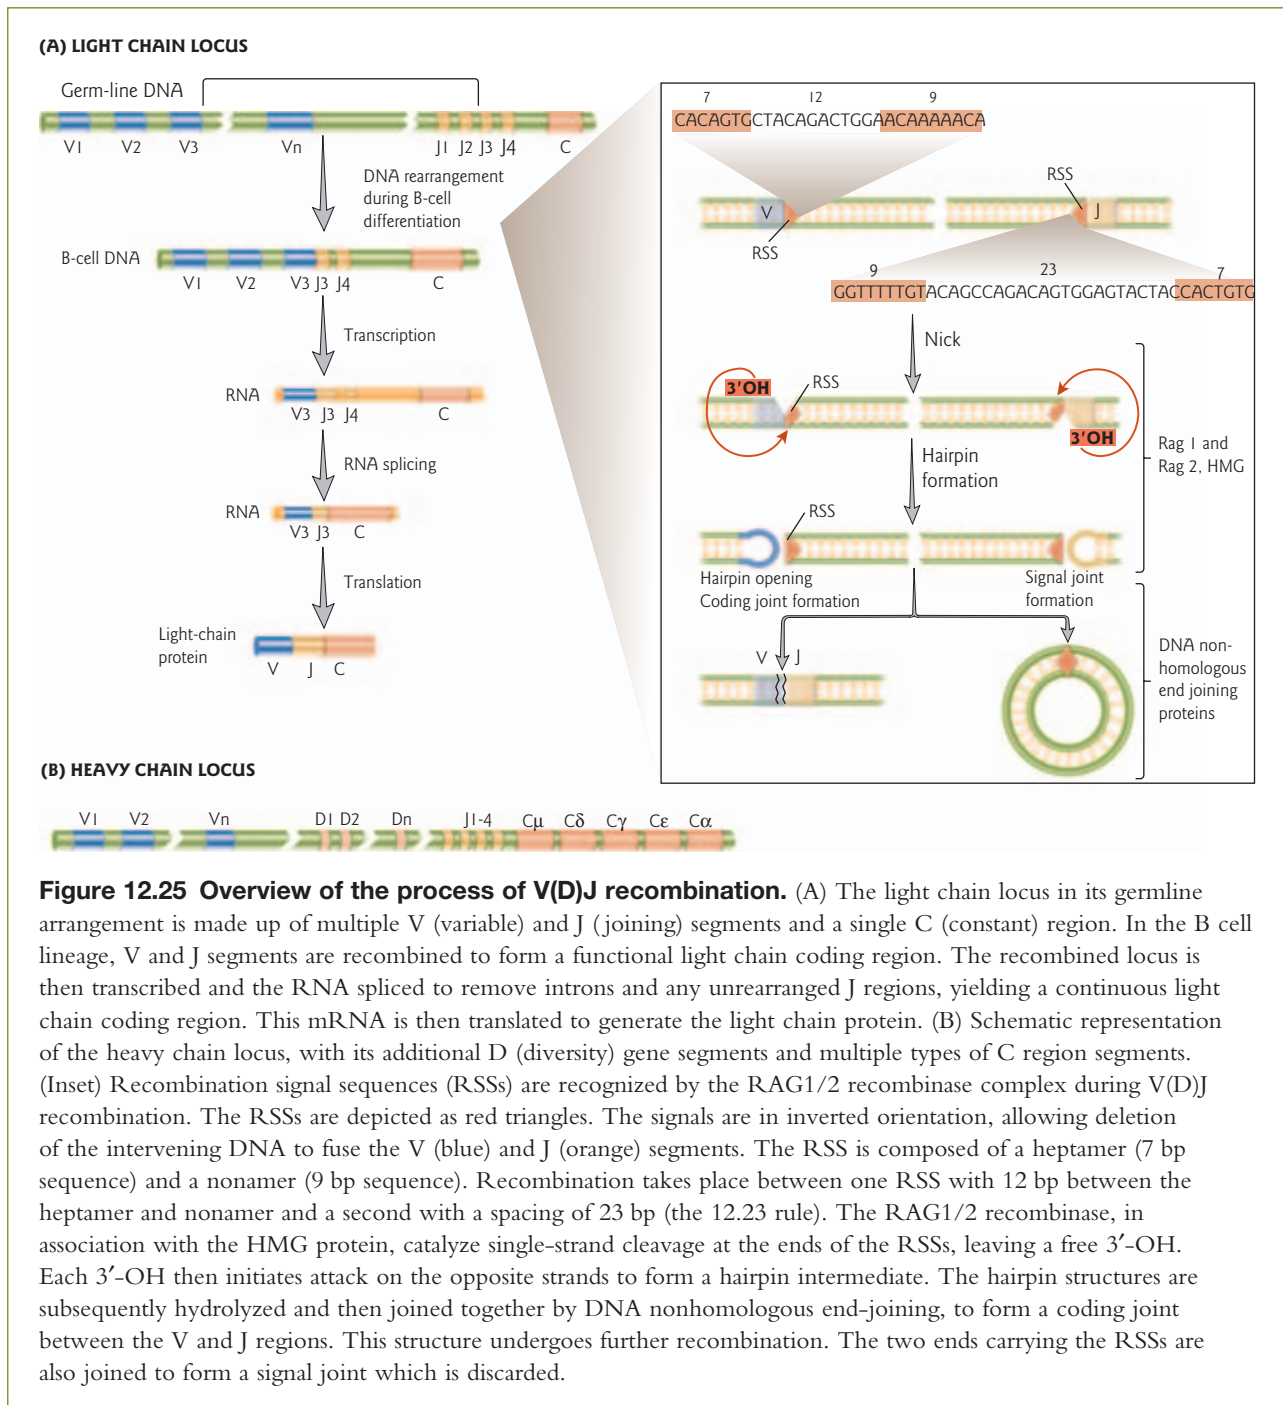 (A) LIGHT CHAIN LOCUS
Germ-line DNA
V1 V2 V3 Vn J1 J2 J3 J4 C
DNA rearrangement
during B-cell
differentiation
B-cell DNA
V1 V2 V3 J3 J4 C
Transcription
RNA
V3 J3 J4 C
RNA splicing
RNA
V3 J3 C
Translation
Light-chain
protein
V J C
7 12 9
CACAGTGCTACAGACTGGAACAAAAACA
RSS
V J
RSS
9 23 7
GGTTTTTGTACAGCCAGACAGTGGAGTACTACCACTGTG
Nick
3′OH RSS
3′OH
Rag 1 and
Rag 2, HMG
Hairpin
formation
RSS
Hairpin opening
Coding joint formation
Signal joint
formation
V J
DNA non-
homologous
end joining
proteins
(B) HEAVY CHAIN LOCUS
V1 V2 Vn D1 D2 Dn J1-4 Cμ Cδ Cγ Cε Cα
Figure 12.25 Overview of the process of V(D)J recombination. (A) The light chain locus in its germline
arrangement is made up of multiple V (variable) and J (joining) segments and a single C (constant) region. In the B cell
lineage, V and J segments are recombined to form a functional light chain coding region. The recombined locus is
then transcribed and the RNA spliced to remove introns and any unrearranged J regions, yielding a continuous light
chain coding region. This mRNA is then translated to generate the light chain protein. (B) Schematic representation
of the heavy chain locus, with its additional D (diversity) gene segments and multiple types of C region segments.
(Inset) Recombination signal sequences (RSSs) are recognized by the RAG1/2 recombinase complex during V(D)J
recombination. The RSSs are depicted as red triangles. The signals are in inverted orientation, allowing deletion
of the intervening DNA to fuse the V (blue) and J (orange) segments. The RSS is composed of a heptamer (7 bp
sequence) and a nonamer (9 bp sequence). Recombination takes place between one RSS with 12 bp between the
heptamer and nonamer and a second with a spacing of 23 bp (the 12.23 rule). The RAG1/2 recombinase, in
association with the HMG protein, catalyze single-strand cleavage at the ends of the RSSs, leaving a free 3′-OH.
Each 3′-OH then initiates attack on the opposite strands to form a hairpin intermediate. The hairpin structures are
subsequently hydrolyzed and then joined together by DNA nonhomologous end-joining, to form a coding joint
between the V and J regions. This structure undergoes further recombination. The two ends carrying the RSSs are
also joined to form a signal joint which is discarded.